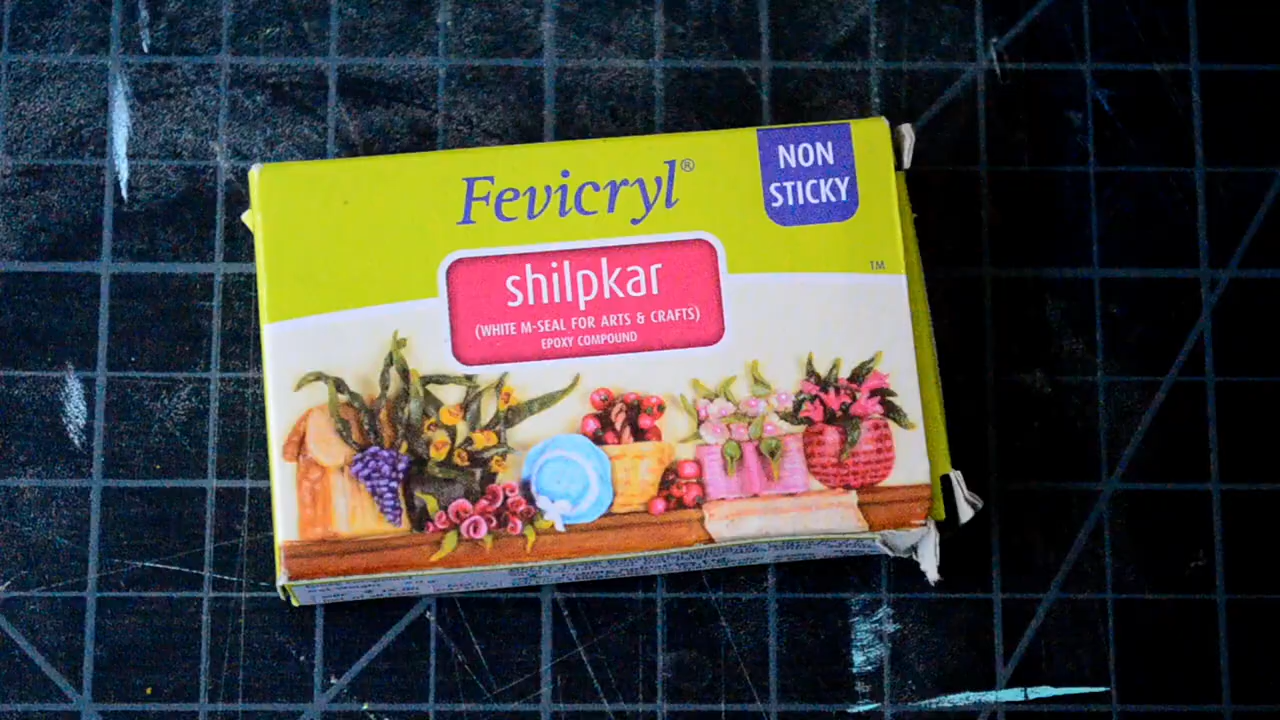 Fevicryl®
NON
STICKY
TM
shilpkar
(WHITE M-SEAL FOR ARTS & CRAFTS)
EPOXY COMPOUND